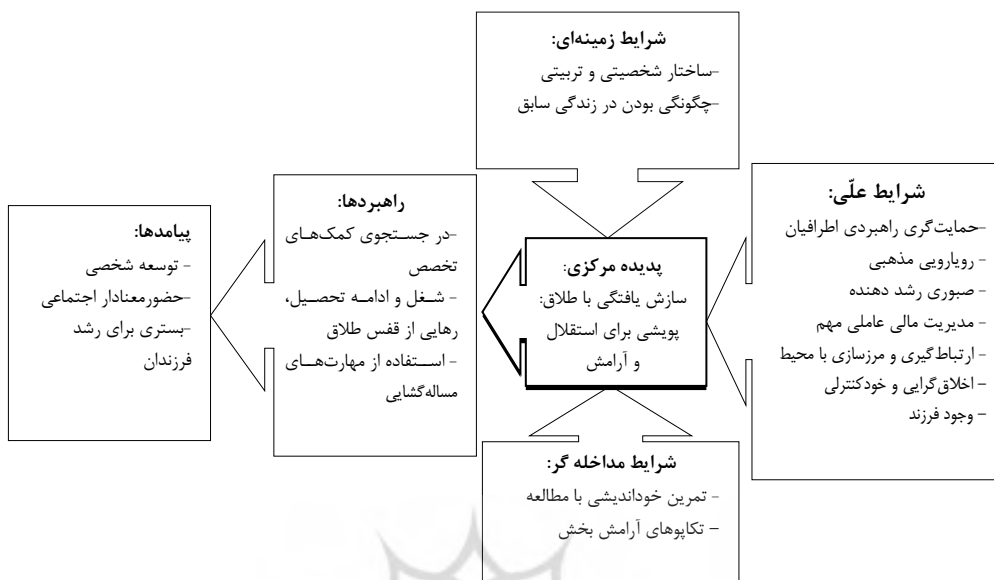 شرایط زمینه‌ای:
-ساختار شخصیتی و تربیتی
-چگونگی بودن در زندگی سابق
شرایط علّی:
-حمایت‌گری راهبردی اطرافیان
- رویارویی مذهبی
- صبوری رشد دهنده
- مدیریت مالی عاملی مهم
- ارتباط‌گیری و مرزسازی با محیط
- اخلاق‌گرایی و خودکنترلی
- وجود فرزند
پدیده مرکزی:
سازش یافتگی با طلاق:
پویشی برای استقلال
و آرامش
راهبردها:
-در جستجوی کمک‌های
تخصص
- شغل و ادامه تحصیل،
رهایی از قفس طلاق
- استفاده از مهارت‌های
مساله‌گشایی
پیامدها:
- توسعه شخصی
-حضورمعنادار اجتماعی
-بستری برای رشد
فرزندان
شرایط مداخله گر:
- تمرین خوداندیشی با مطالعه
- تکاپوهای آرامش بخش